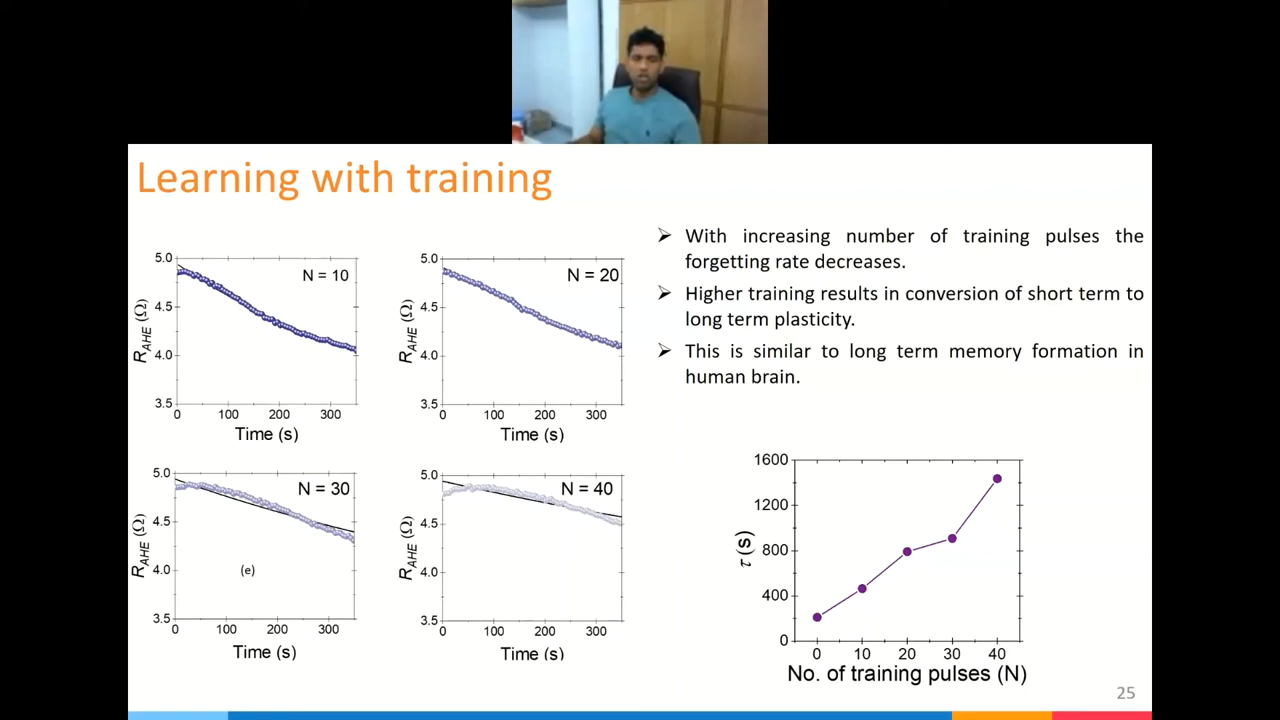 Learning with training
➢ With increasing number of training pulses the
forgetting rate decreases.
➢ Higher training results in conversion of short term to
long term plasticity.
➢ This is similar to long term memory formation in
human brain.
5.0
4.5
4.0
3.5
R_AHE (Ω)
N = 10
0 100 200 300
Time (s)
5.0
4.5
4.0
3.5
R_AHE (Ω)
N = 20
0 100 200 300
Time (s)
5.0
4.5
4.0
3.5
R_AHE (Ω)
N = 30
(e)
0 100 200 300
Time (s)
5.0
4.5
4.0
3.5
R_AHE (Ω)
N = 40
0 100 200 300
Time (s)
1600
1200
800
400
0
τ (s)
0 10 20 30 40
No. of training pulses (N)
25